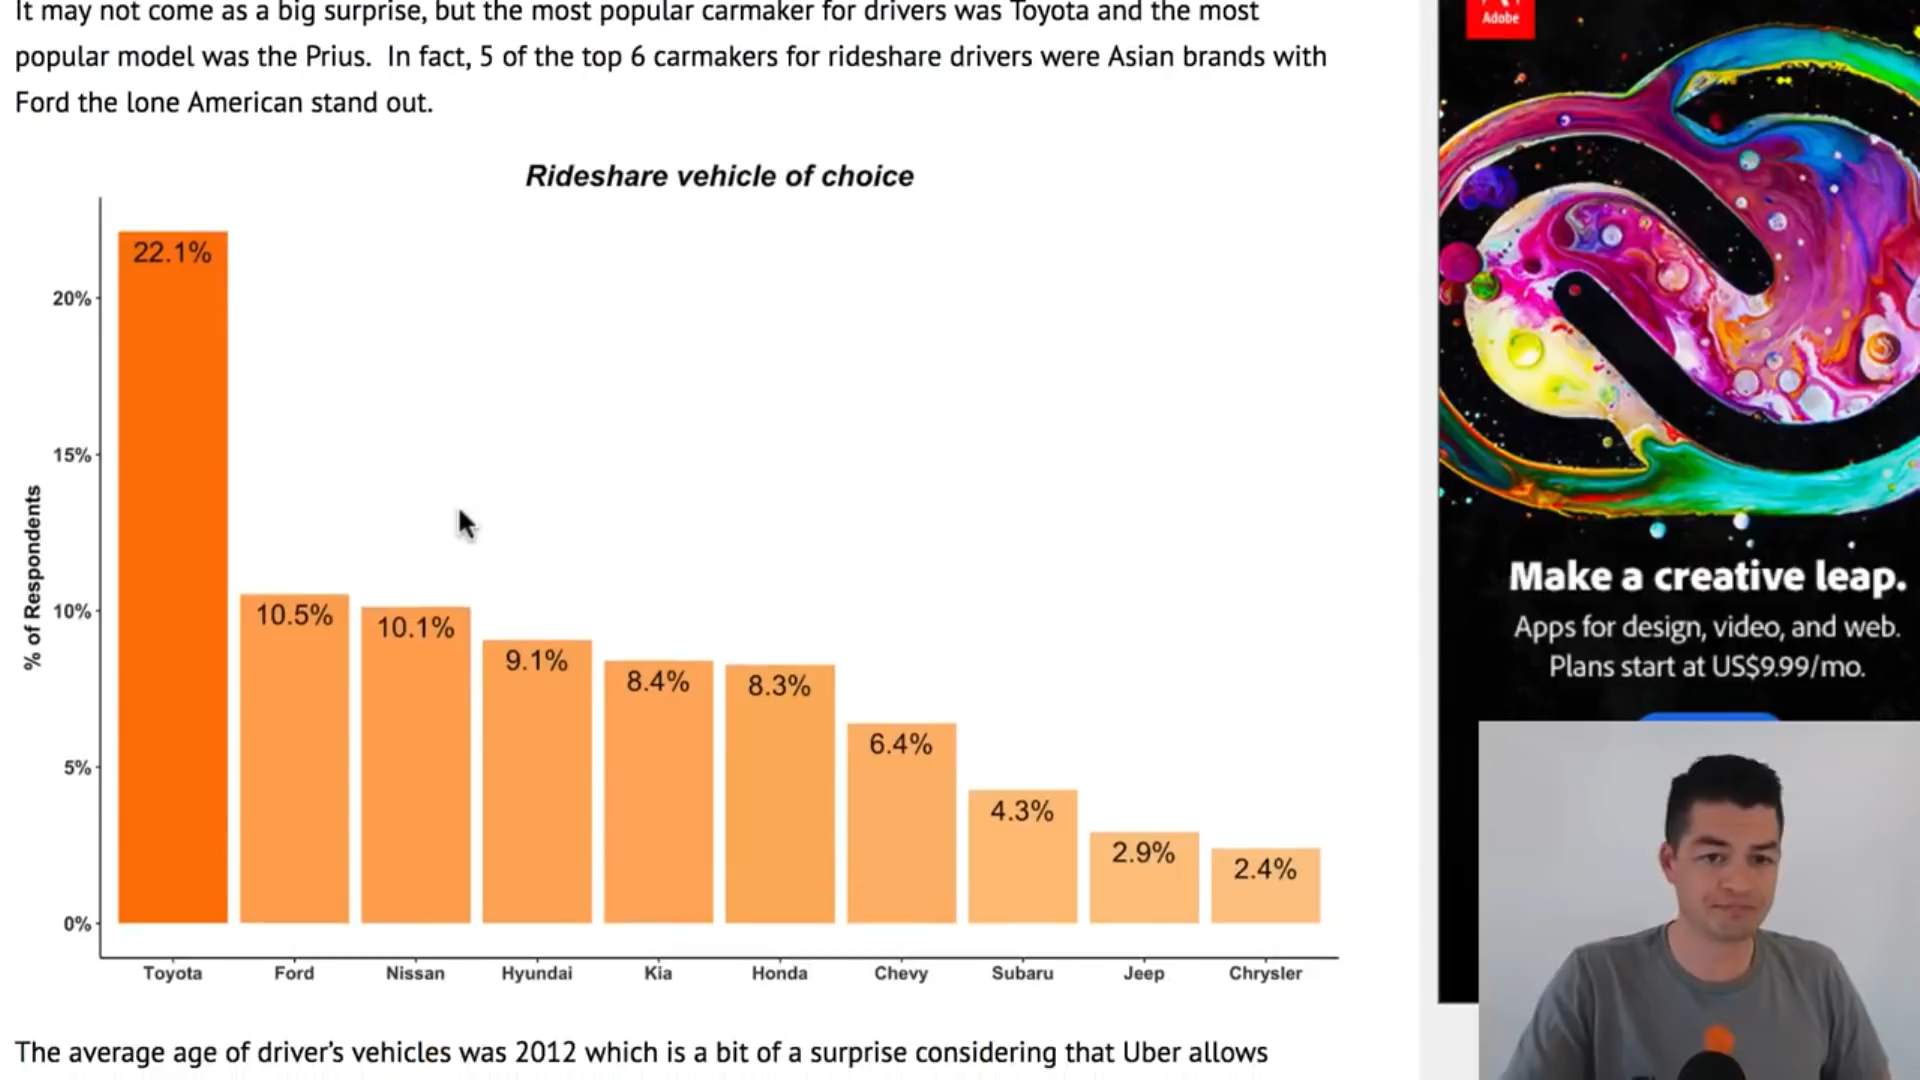 It may not come as a big surprise, but the most popular carmaker for drivers was Toyota and the most
popular model was the Prius. In fact, 5 of the top 6 carmakers for rideshare drivers were Asian brands with
Ford the lone American stand out.
Rideshare vehicle of choice
% of Respondents
20%
15%
10%
5%
0%
22.1%
10.5%
10.1%
9.1%
8.4%
8.3%
6.4%
4.3%
2.9%
2.4%
Toyota
Ford
Nissan
Hyundai
Kia
Honda
Chevy
Subaru
Jeep
Chrysler
The average age of driver’s vehicles was 2012 which is a bit of a surprise considering that Uber allows
Adobe
Make a creative leap.
Apps for design, video, and web.
Plans start at US$9.99/mo.